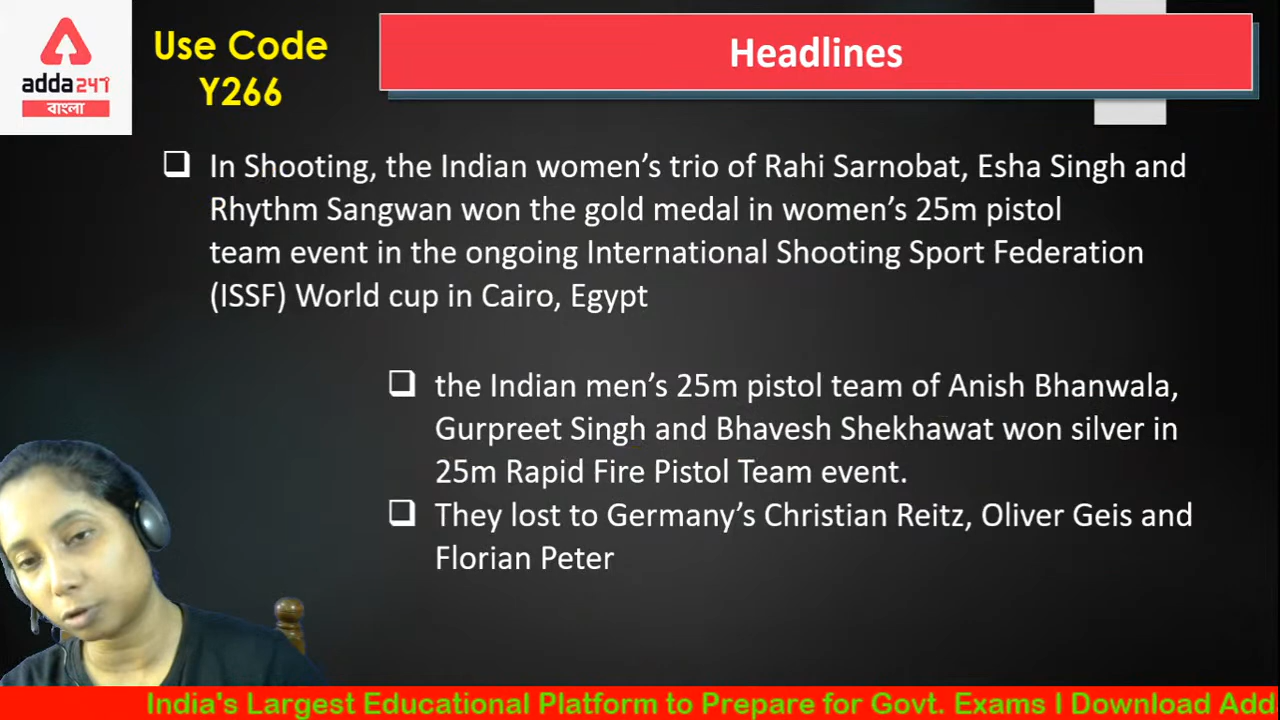 adda247
বাংলা
Use Code
Y266
Headlines
In Shooting, the Indian women's trio of Rahi Sarnobat, Esha Singh and
Rhythm Sangwan won the gold medal in women's 25m pistol
team event in the ongoing International Shooting Sport Federation
(ISSF) World cup in Cairo, Egypt
the Indian men's 25m pistol team of Anish Bhanwala,
Gurpreet Singh and Bhavesh Shekhawat won silver in
25m Rapid Fire Pistol Team event.
They lost to Germany's Christian Reitz, Oliver Geis and
Florian Peter
India's Largest Educational Platform to Prepare for Govt. Exams I Download Add